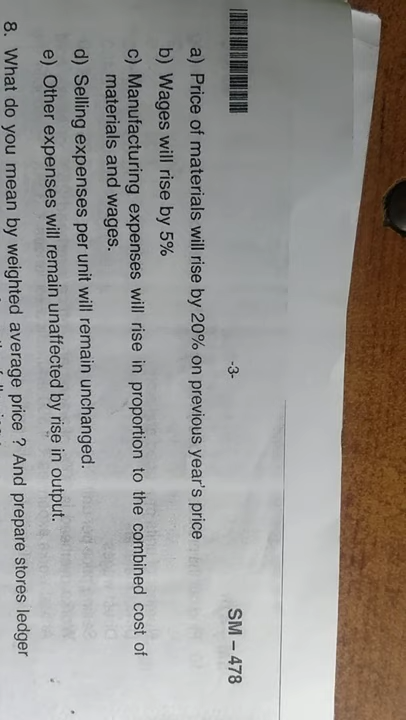 -3-
SM – 478
a) Price of materials will rise by 20% on previous year's price
b) Wages will rise by 5%
c) Manufacturing expenses will rise in proportion to the combined cost of
materials and wages.
d) Selling expenses per unit will remain unchanged.
e) Other expenses will remain unaffected by rise in output.
8. What do you mean by weighted average price ? And prepare stores ledger